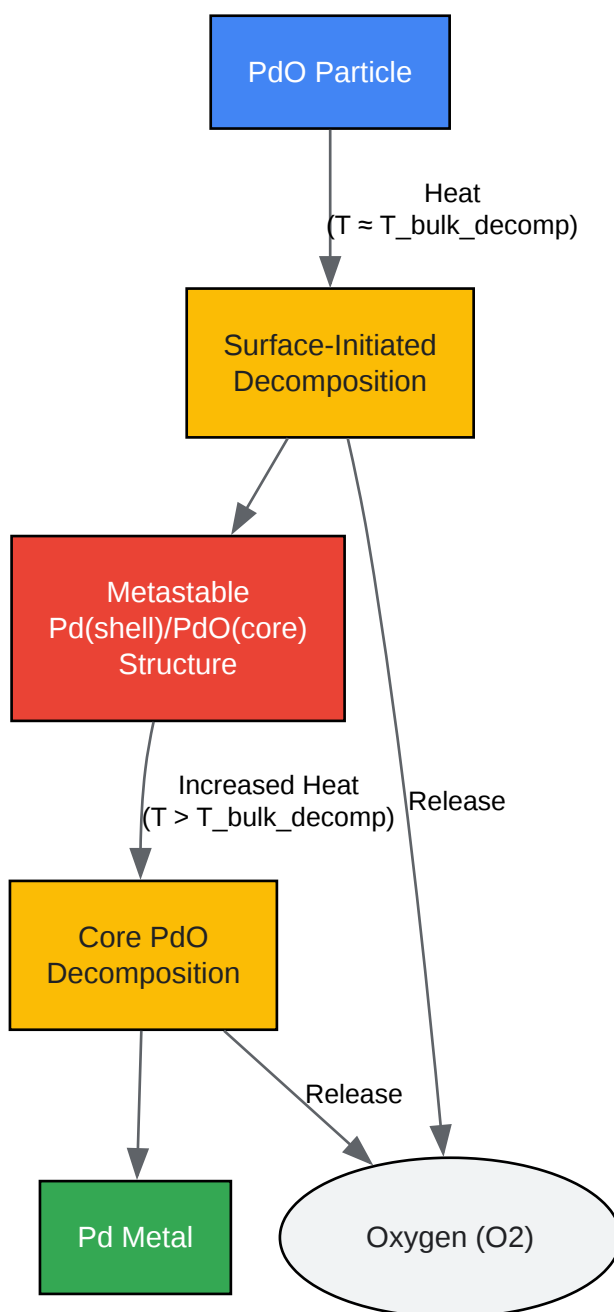 PdO Particle
Heat
(T ≈ T_bulk_decomp)
Surface-Initiated
Decomposition
Metastable
Pd(shell)/PdO(core)
Structure
Increased Heat
(T > T_bulk_decomp)
Release
Core PdO
Decomposition
Release
Pd Metal
Oxygen (O2)